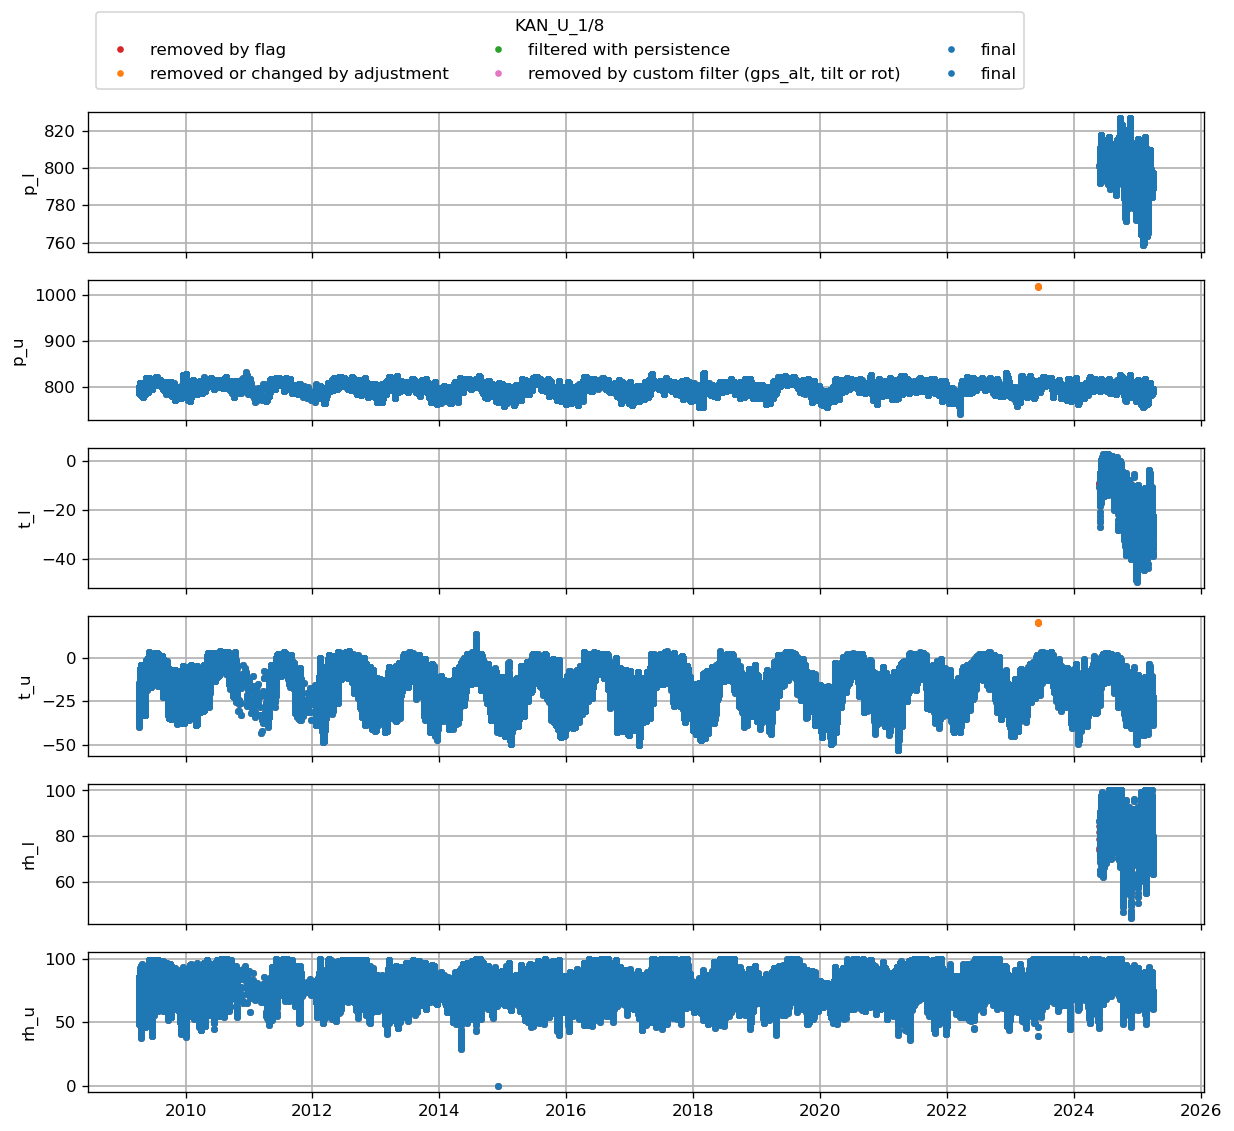 KAN_U_1/8
removed by flag
filtered with persistence
final
removed or changed by adjustment
removed by custom filter (gps_alt, tilt or rot)
final
820
800
780
760
p_l
1000
900
800
p_u
0
−20
−40
t_l
0
−25
−50
t_u
100
80
60
rh_l
100
50
0
rh_u
2010 2012 2014 2016 2018 2020 2022 2024 2026